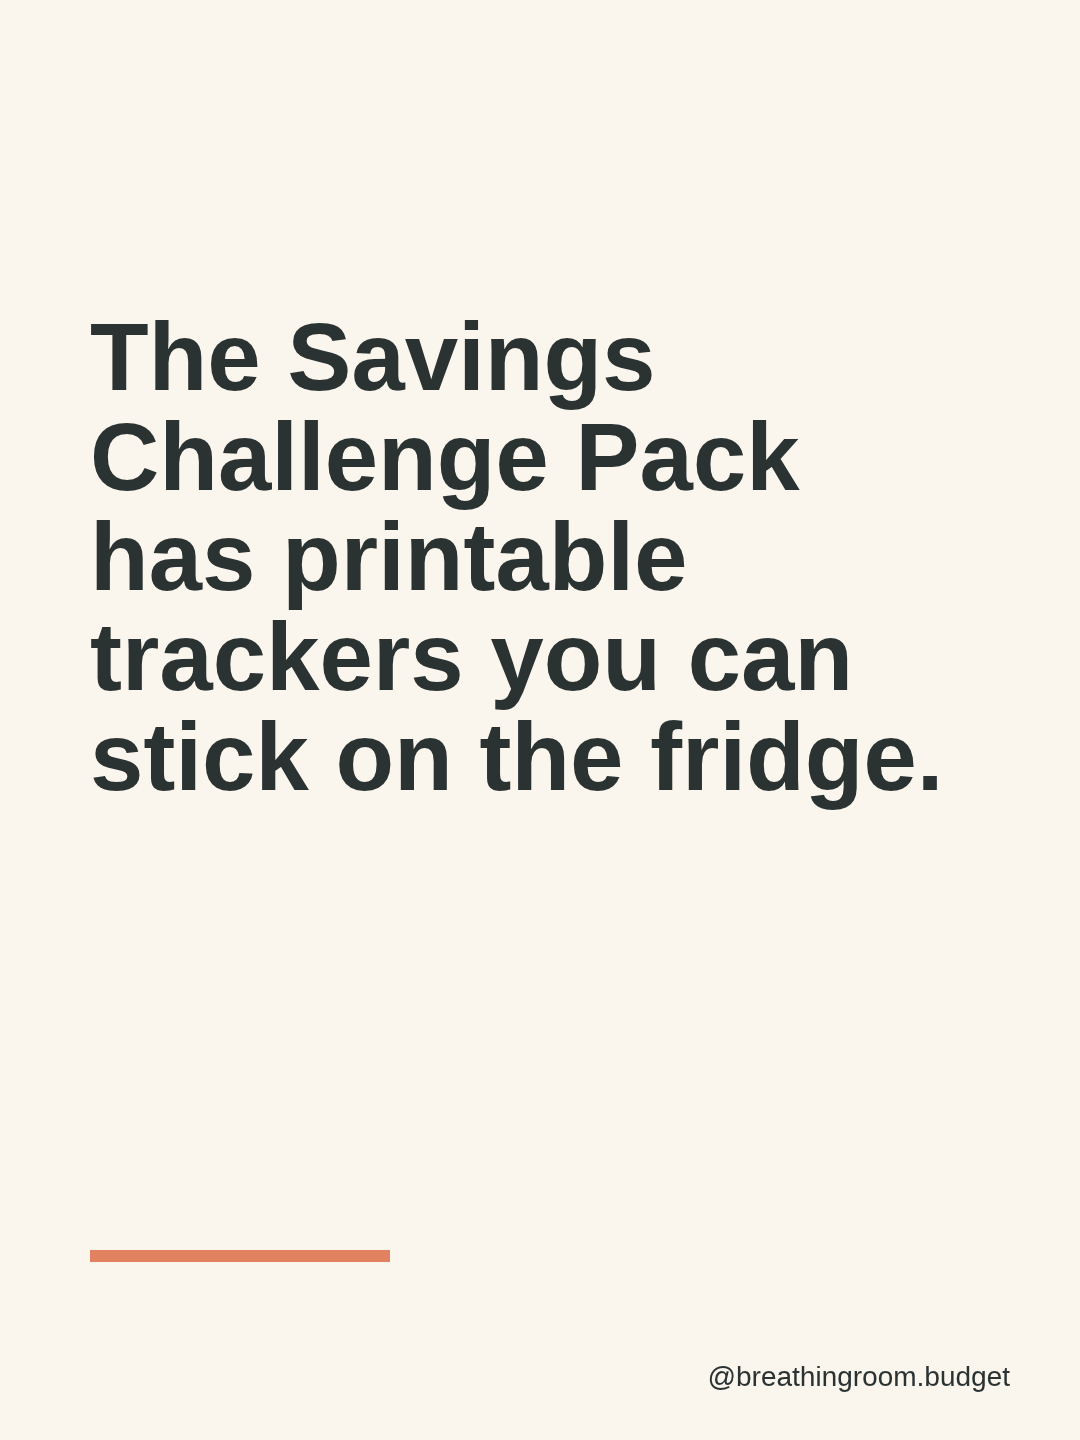 The Savings
Challenge Pack
has printable
trackers you can
stick on the fridge.
@breathingroom.budget